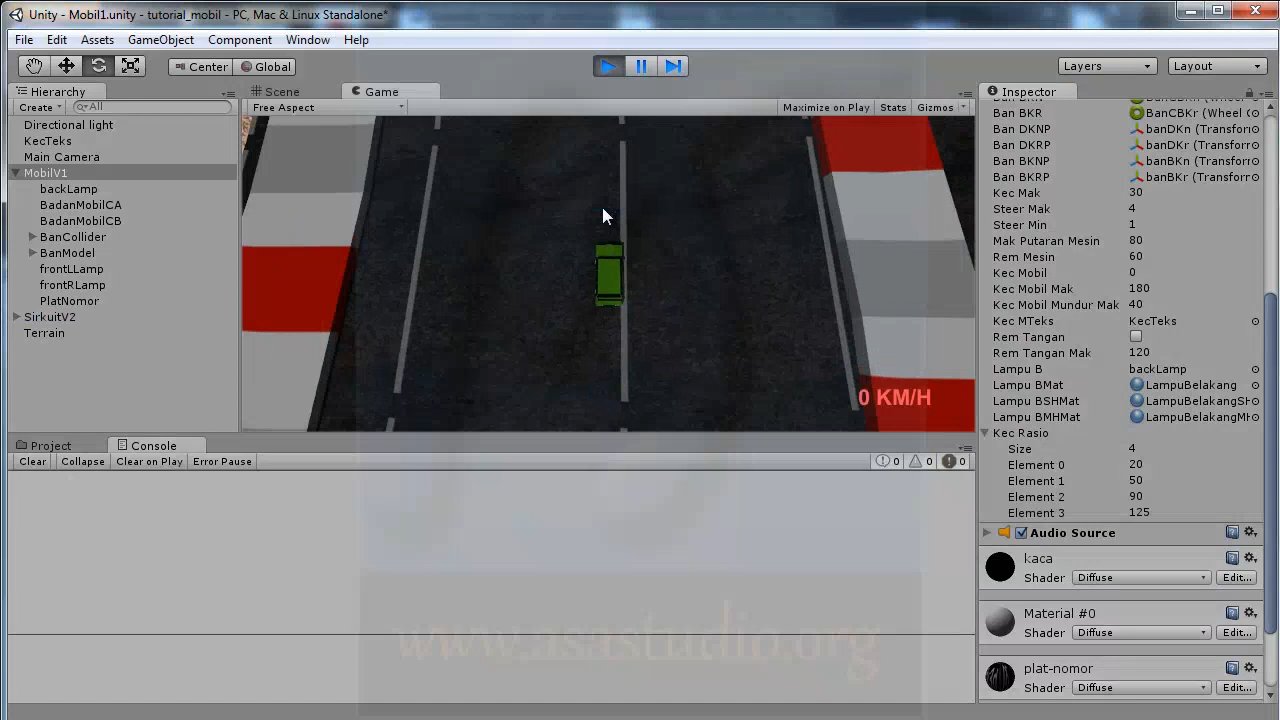 Unity - Mobil1.unity - tutorial_mobil - PC, Mac & Linux Standalone*
File Edit Assets GameObject Component Window Help
Center Global Layers Layout
Hierarchy
Create All
Directional light
KecTeks
Main Camera
MobilV1
backLamp
BadanMobilCA
BadanMobilCB
BanCollider
BanModel
frontLLamp
frontRLamp
PlatNomor
SirkuitV2
Terrain
Scene Game
Free Aspect Maximize on Play Stats Gizmos
0 KM/H
Project Console
Clear Collapse Clear on Play Error Pause 0 0 0
www.asastudio.org
Inspector
Ban BKR BanCBKr (Wheel
Ban DKNP banDKn (Transfor
Ban DKRP banDKr (Transfor
Ban BKNP banBKn (Transfor
Ban BKRP banBKr (Transfor
Kec Mak 30
Steer Mak 4
Steer Min 1
Mak Putaran Mesin 80
Rem Mesin 60
Kec Mobil 0
Kec Mobil Mak 180
Kec Mobil Mundur Mak 40
Kec MTeks KecTeks
Rem Tangan
Rem Tangan Mak 120
Lampu B backLamp
Lampu BMat LampuBelakang
Lampu BSHMat LampuBelakangSH
Lampu BMHMat LampuBelakangMH
Kec Rasio
Size 4
Element 0 20
Element 1 50
Element 2 90
Element 3 125
Audio Source
kaca
Shader Diffuse Edit...
Material #0
Shader Diffuse Edit...
plat-nomor
Shader Diffuse Edit...